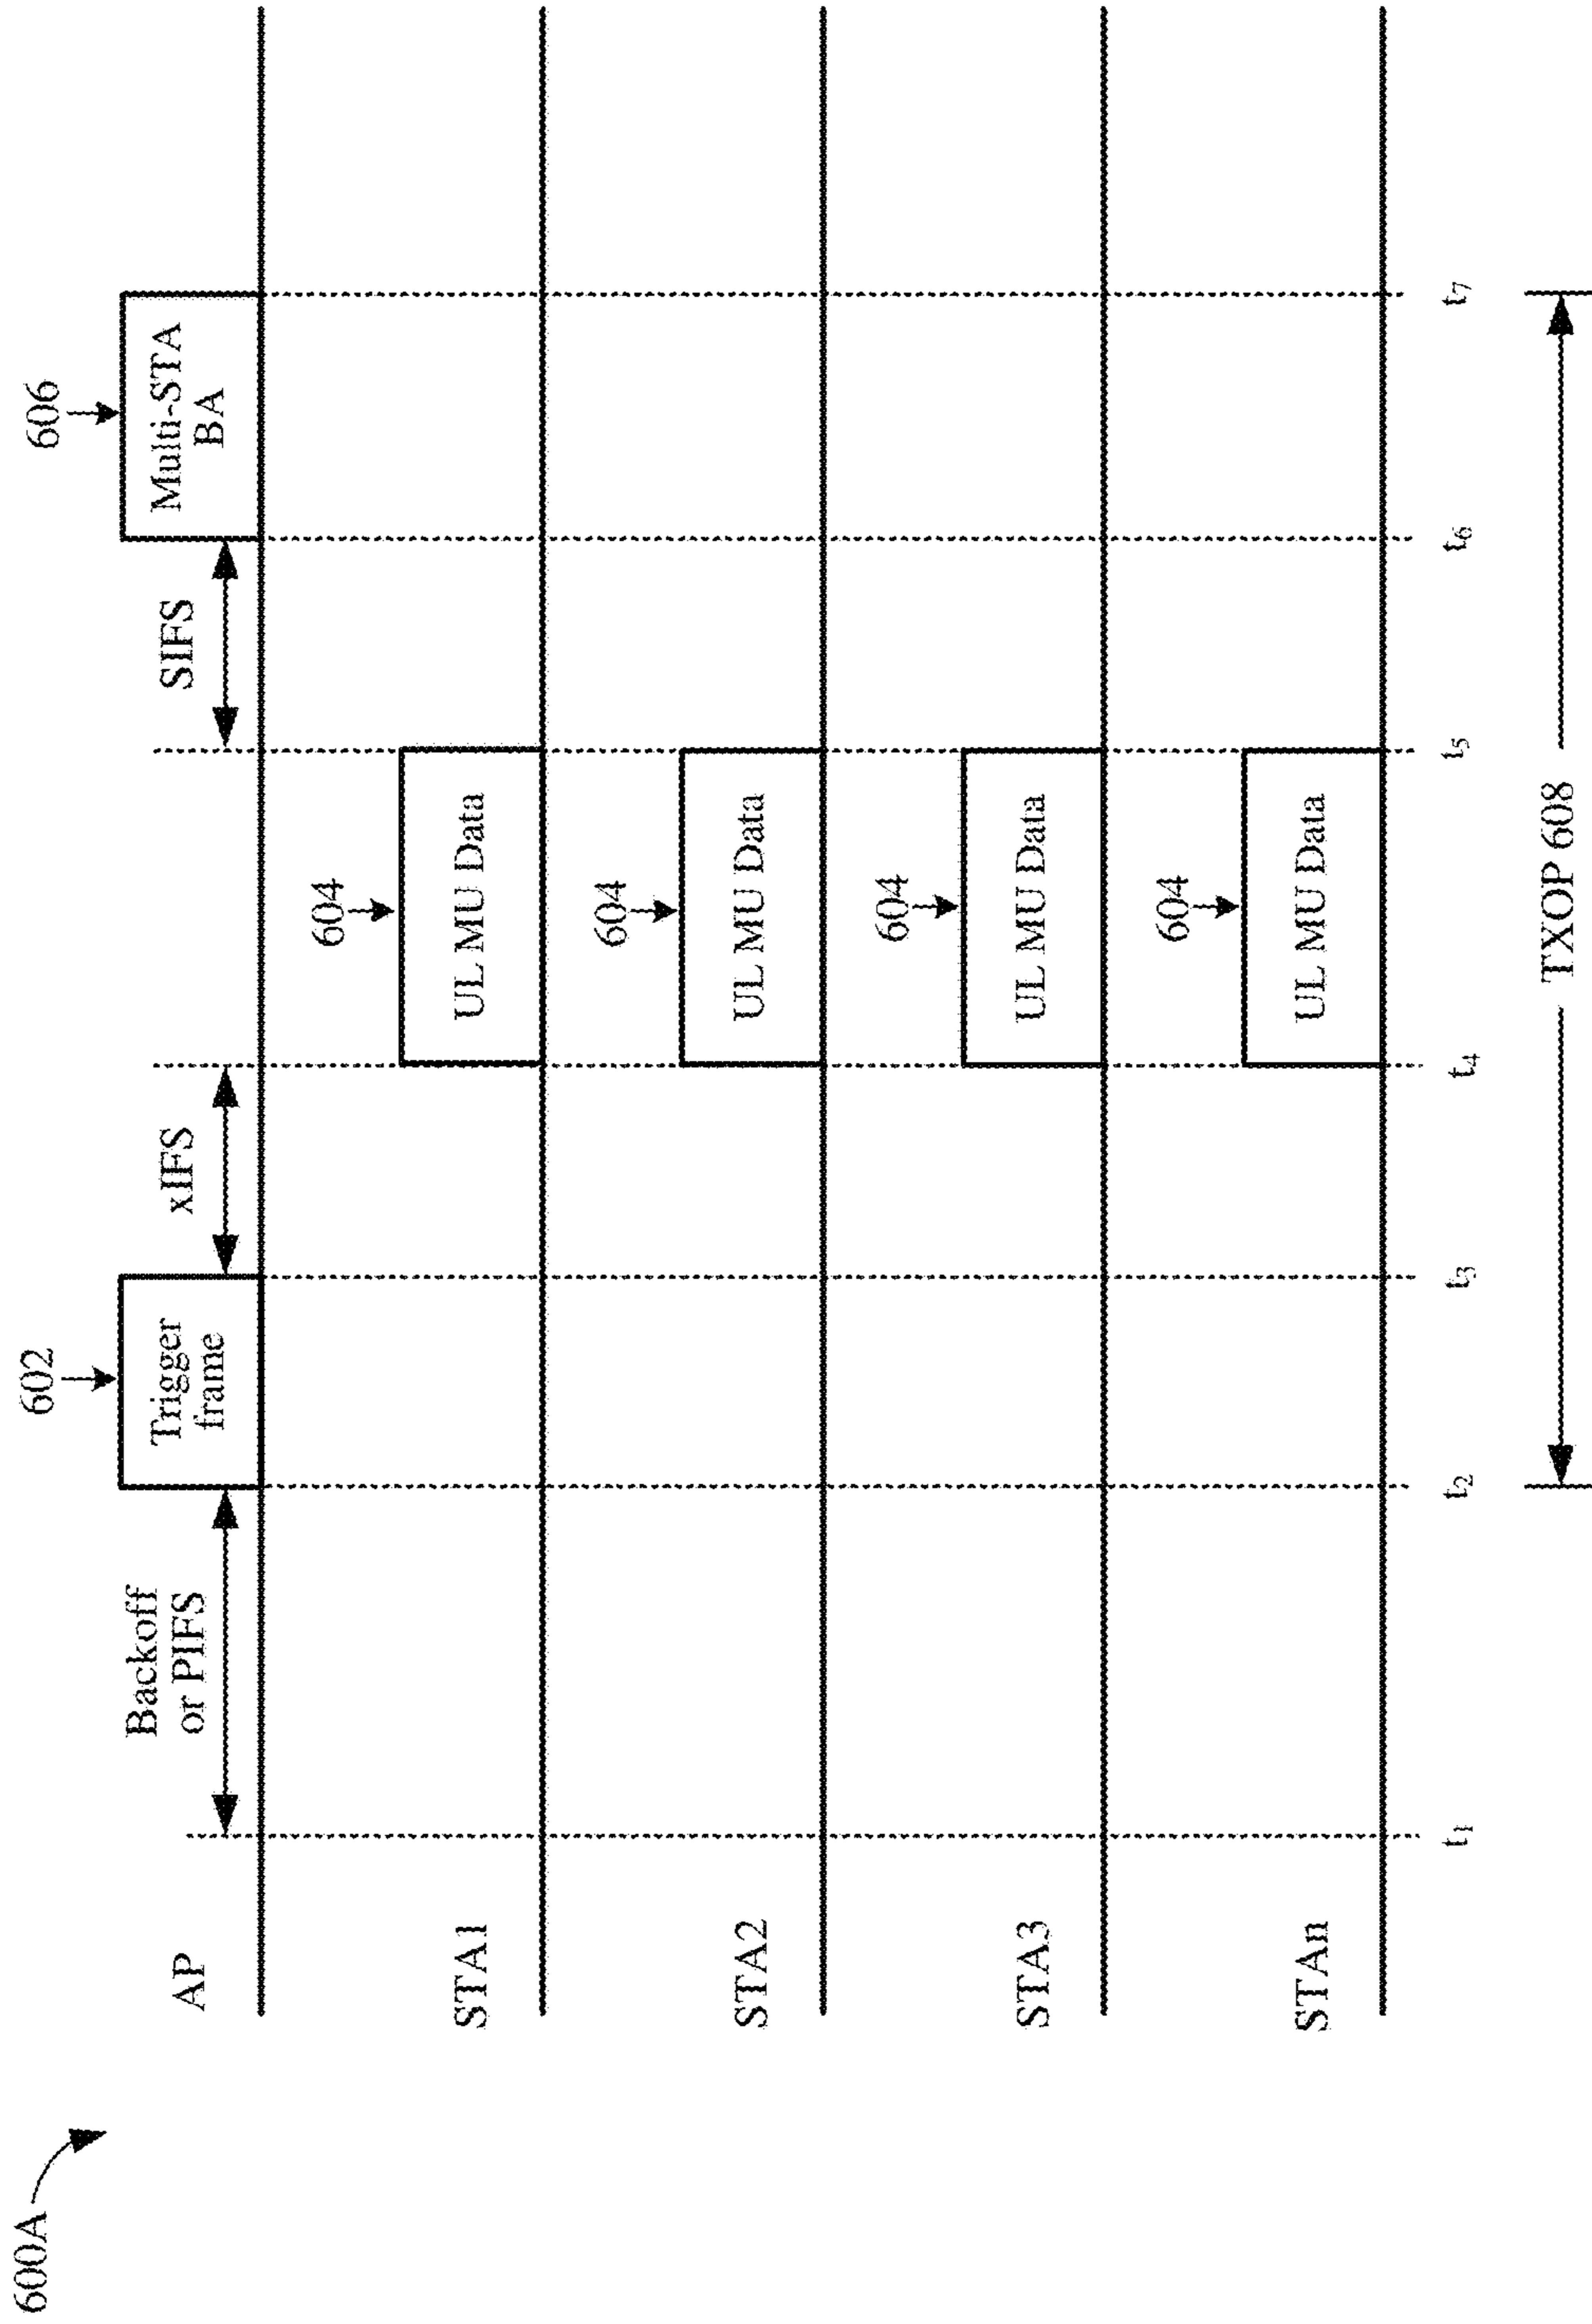 600A
602
606
Backoff
or PIFS
Trigger
frame
xIFS
SIFS
Multi-STA
BA
AP
604
UL MU Data
STA1
604
UL MU Data
STA2
604
UL MU Data
STA3
604
UL MU Data
STAn
t₁
t₂
t₃
t₄
t₅
t₆
t₇
TXOP 608